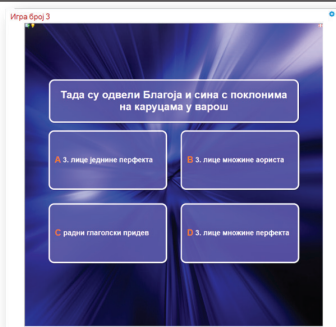 Игра број 3
Тада су одвели Благоја и сина с поклонима
на каруцама у варош
A 3. лице једнине перфекта
B 3. лице множине аориста
C радни глаголски придев
D 3. лице множине перфекта